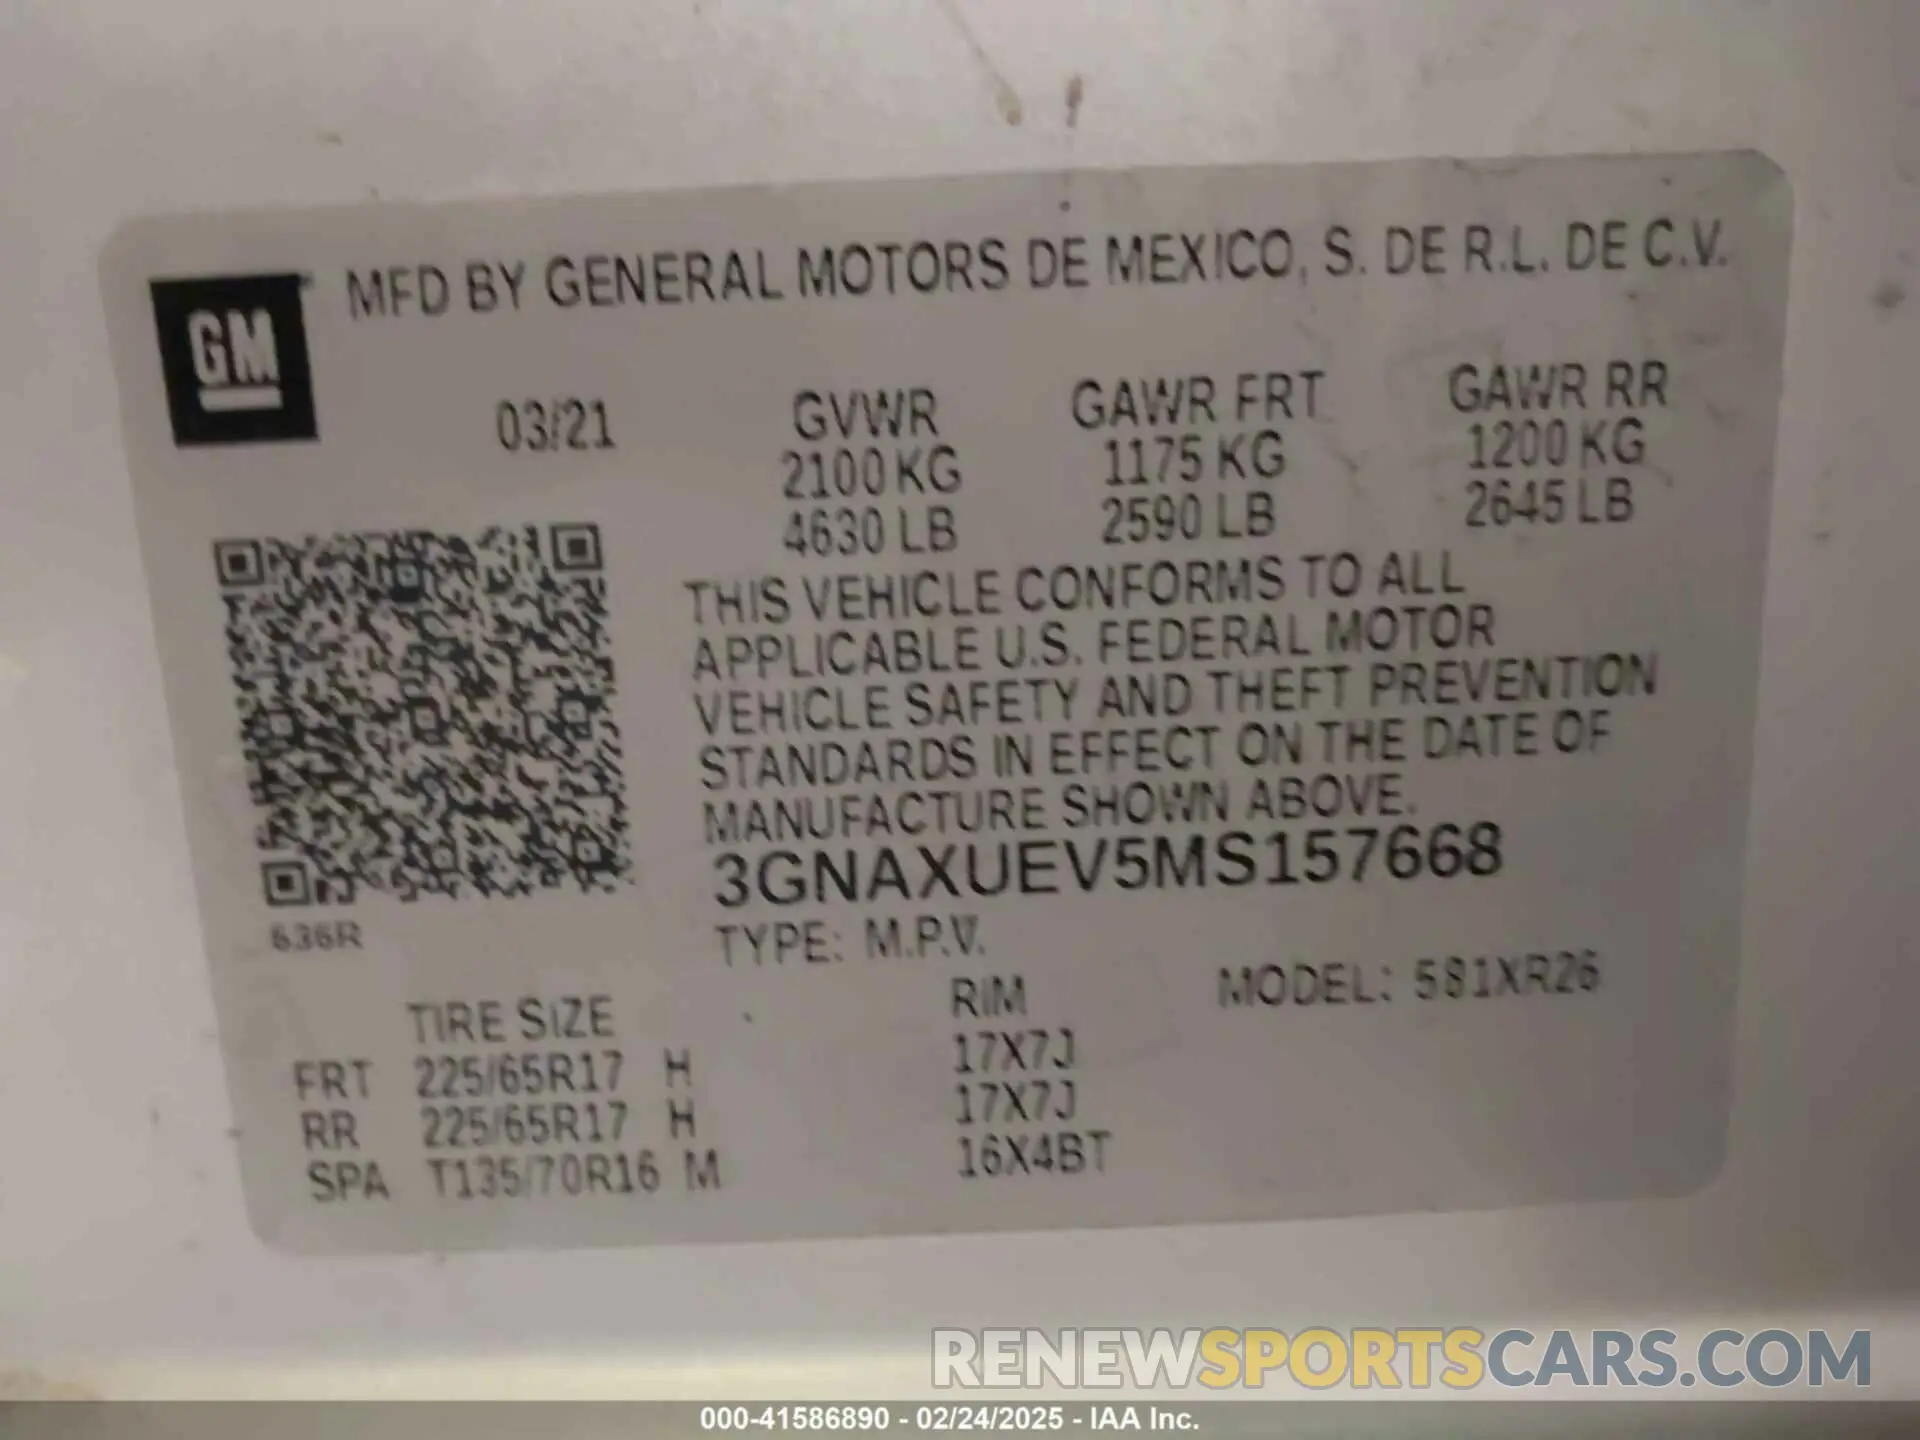 GM
MFD BY GENERAL MOTORS DE MEXICO, S. DE R.L. DE C.V.
03/21
GVWR GAWR FRT GAWR RR
2100 KG 1175 KG 1200 KG
4630 LB 2590 LB 2645 LB
THIS VEHICLE CONFORMS TO ALL
APPLICABLE U.S. FEDERAL MOTOR
VEHICLE SAFETY AND THEFT PREVENTION
STANDARDS IN EFFECT ON THE DATE OF
MANUFACTURE SHOWN ABOVE.
3GNAXUEV5MS157668
636R
TYPE: M.P.V.
MODEL: 581XR26
TIRE SIZE RIM
FRT 225/65R17 H 17X7J
RR 225/65R17 H 17X7J
SPA T135/70R16 M 16X4BT
RENEWSPORTSCARS.COM
000-41586890 - 02/24/2025 - IAA Inc.